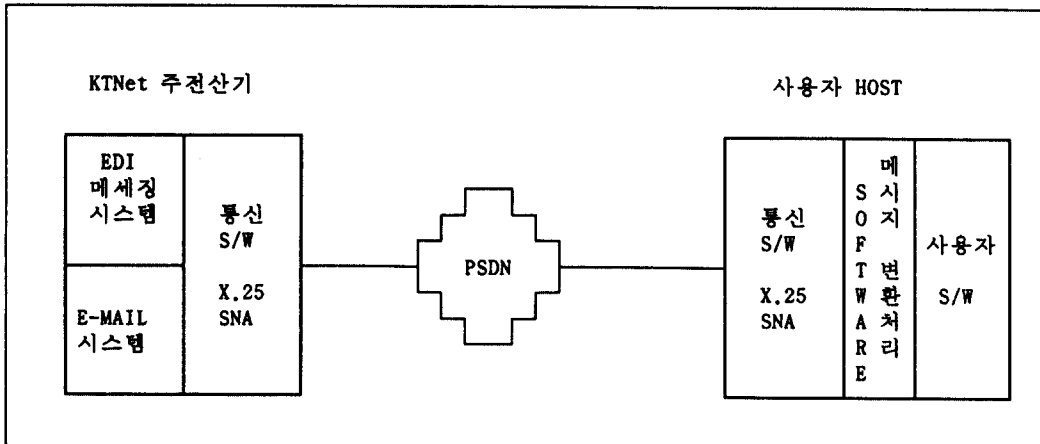 KTNet 주전산기
사용자 HOST
EDI
메세징
시스템
E-MAIL
시스템
통신
S/W
X.25
SNA
PSDN
통신
S/W
X.25
SNA
메시지 변환처리
SOFTWARE
사용자
S/W